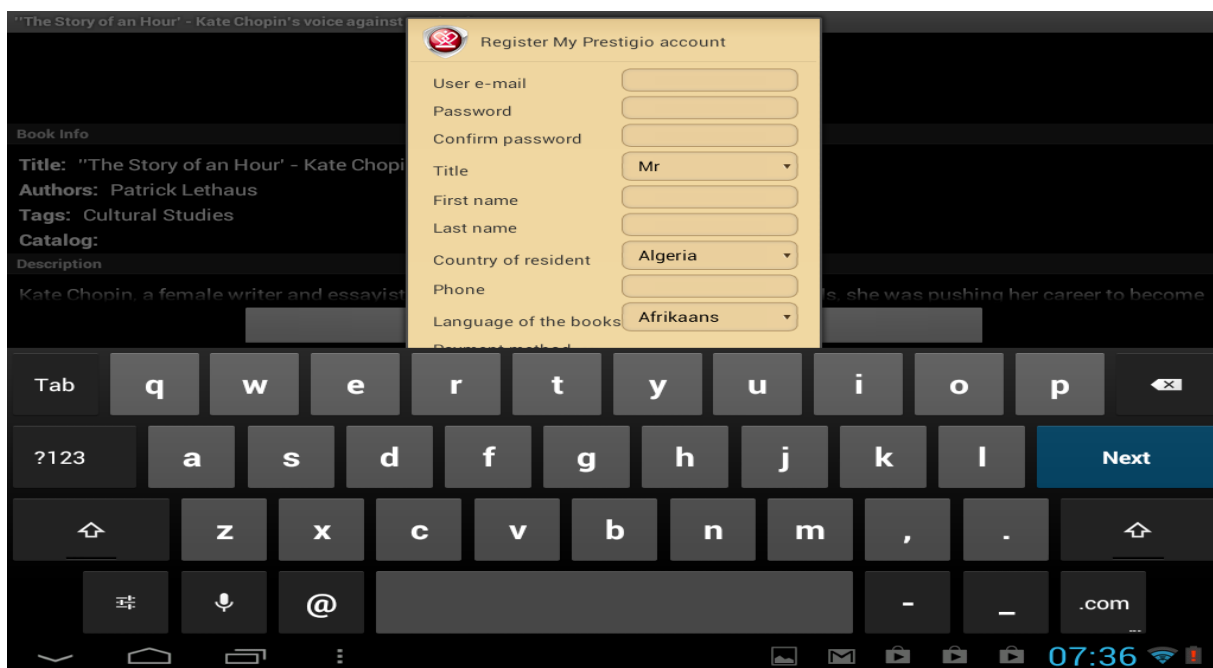 ''The Story of an Hour' - Kate Chopin's voice against
Register My Prestigio account
User e-mail
Password
Confirm password
Title
Mr
First name
Last name
Country of resident
Algeria
Phone
Language of the books
Afrikaans
Payment method
Book Info
Title: ''The Story of an Hour' - Kate Chopi
Authors: Patrick Lethaus
Tags: Cultural Studies
Catalog:
Description
Kate Chopin, a female writer and essayist
she was pushing her career to become
Tab q w e r t y u i o p
?123 a s d f g h j k l Next
z x c v b n m , .
@ - _ .com
...
07:36